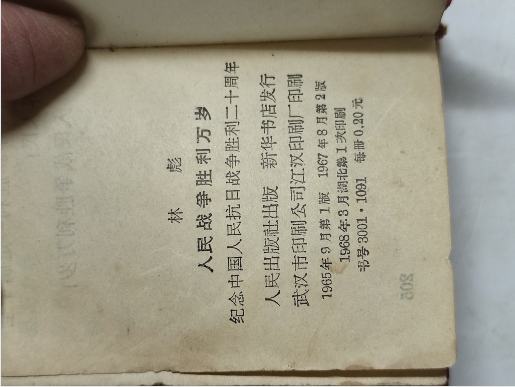 林 彪
人民战争胜利万岁
纪念中国人民抗日战争胜利二十周年
人民出版社出版 新华书店发行
武汉市印刷公司江汉印刷厂印刷
1965年9月第1版 1967年8月第2版
1968年3月湖北第1次印刷
书号3001·1091 每册0.20元